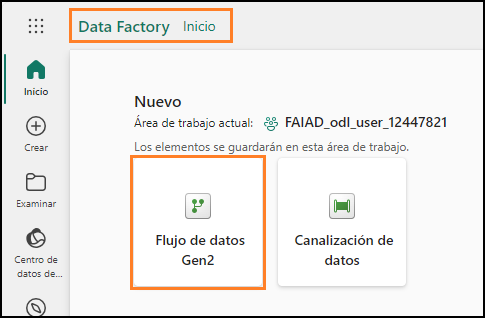 Data Factory Inicio
Inicio
Crear
Examinar
Centro de
datos de...
Nuevo
Área de trabajo actual: FAIAD_odl_user_12447821
Los elementos se guardarán en esta área de trabajo.
Flujo de datos
Gen2
Canalización de
datos